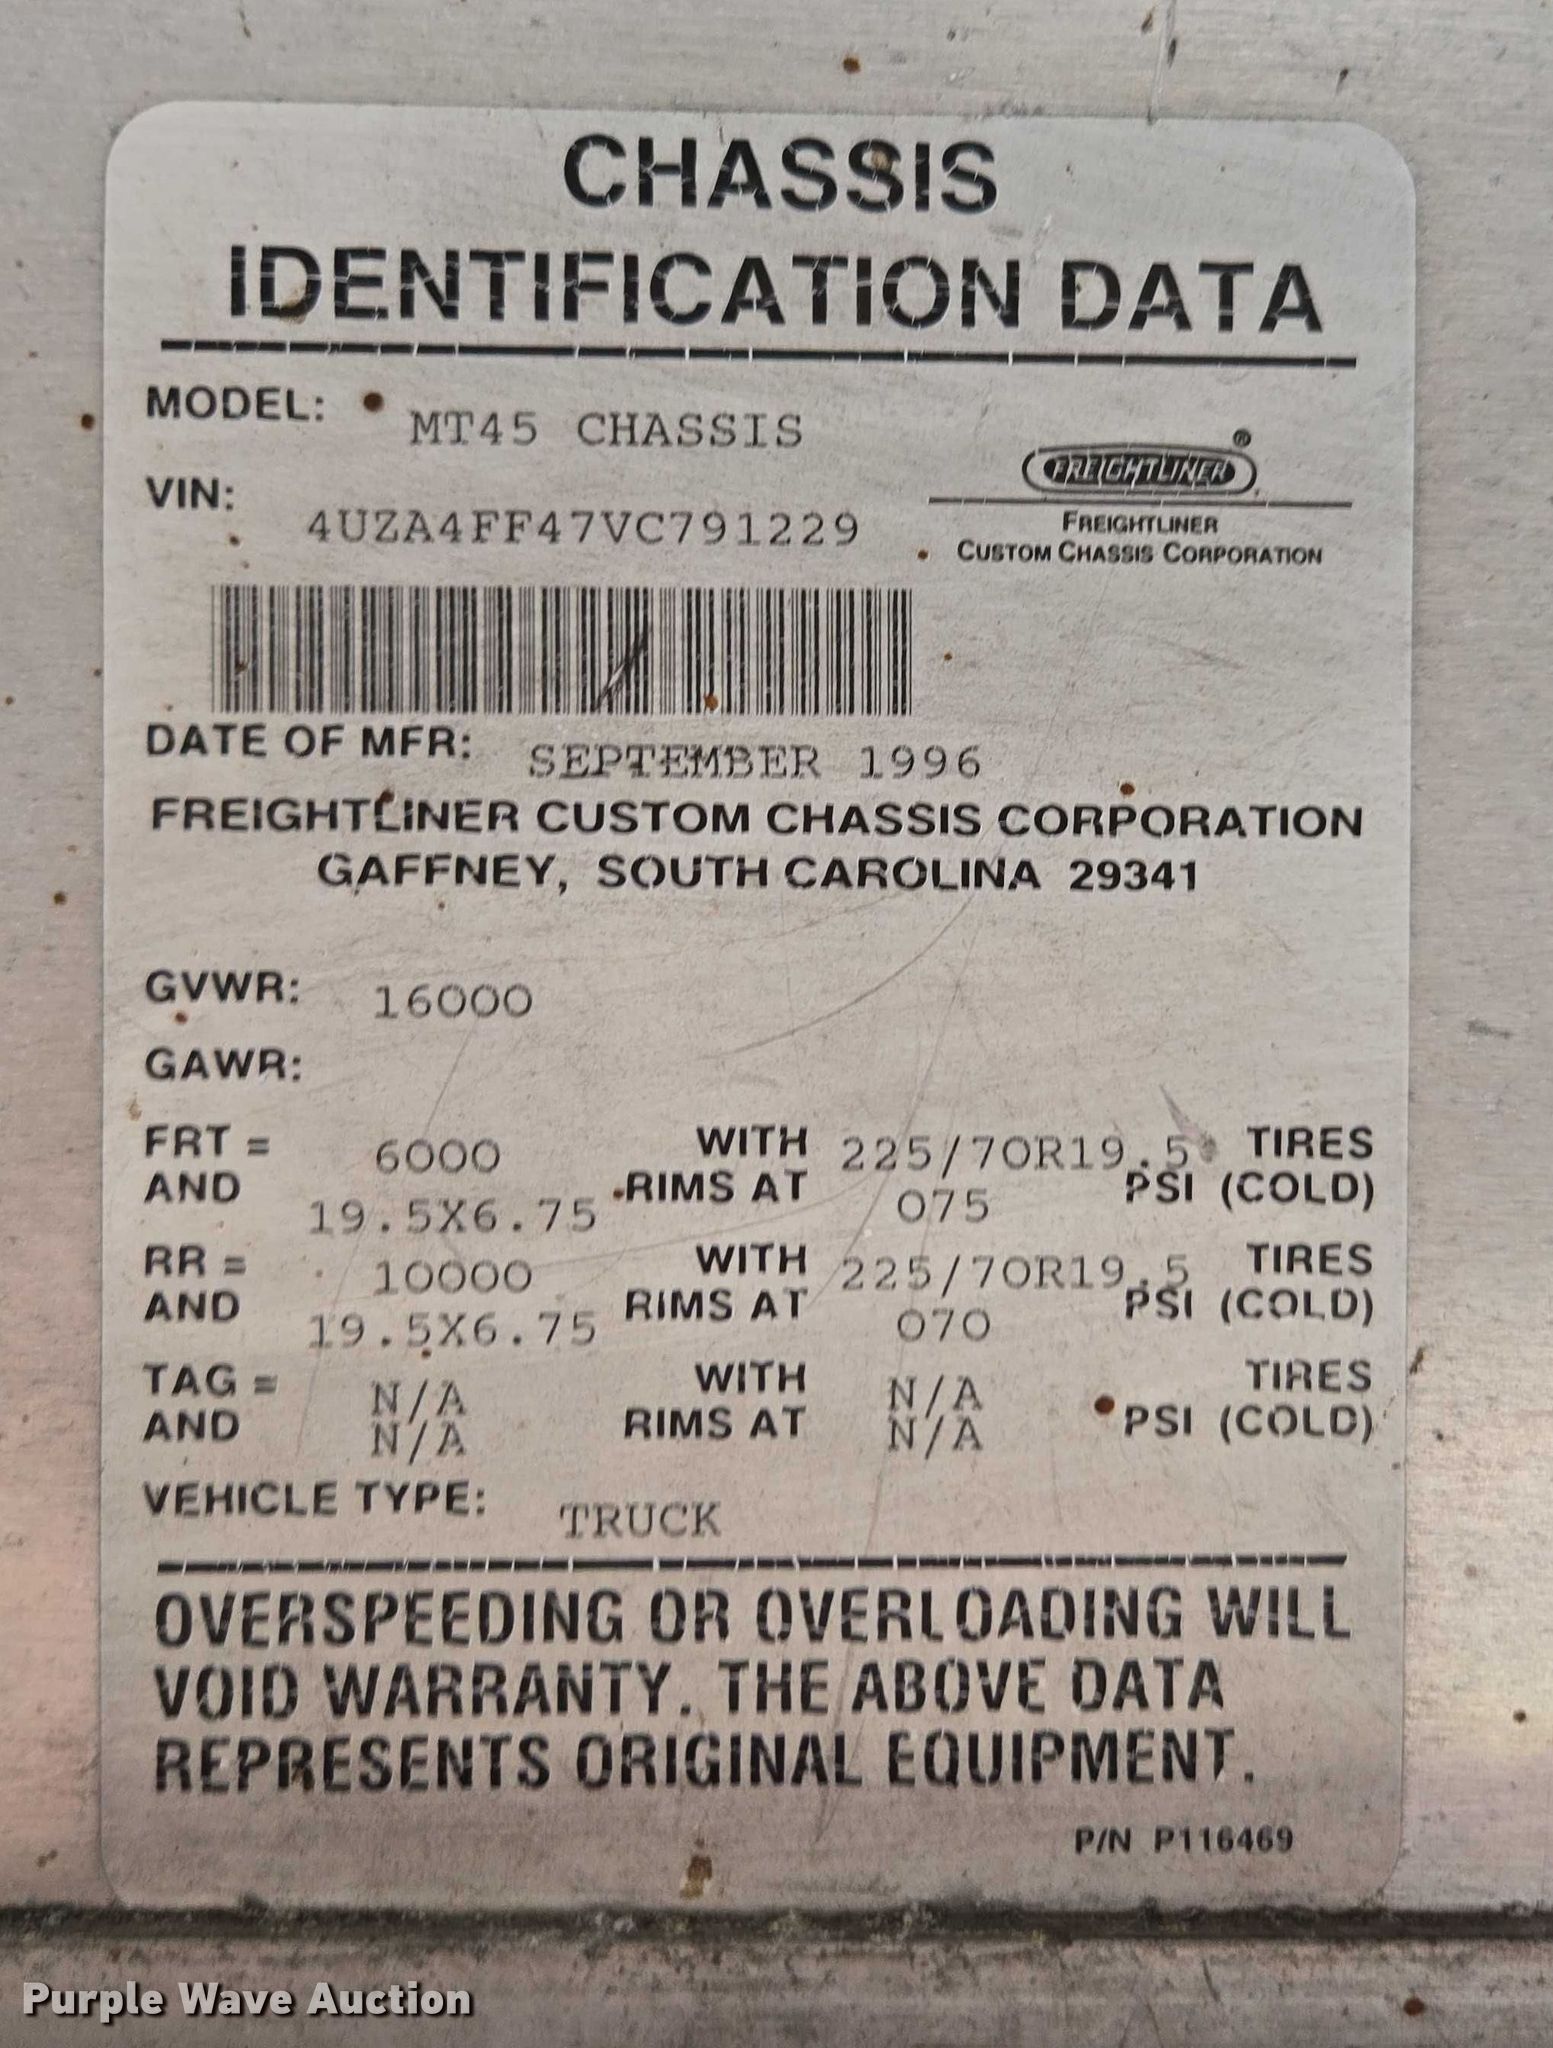 CHASSIS
IDENTIFICATION DATA
MODEL: MT45 CHASSIS
VIN: 4UZA4FF47VC791229
FREIGHTLINER®
FREIGHTLINER
CUSTOM CHASSIS CORPORATION
DATE OF MFR: SEPTEMBER 1996
FREIGHTLINER CUSTOM CHASSIS CORPORATION
GAFFNEY, SOUTH CAROLINA 29341
GVWR: 16000
GAWR:
FRT = 6000 WITH 225/70R19.5 TIRES
AND 19.5X6.75 RIMS AT 075 PSI (COLD)
RR = 10000 WITH 225/70R19.5 TIRES
AND 19.5X6.75 RIMS AT 070 PSI (COLD)
TAG = N/A WITH N/A TIRES
AND N/A RIMS AT N/A PSI (COLD)
VEHICLE TYPE: TRUCK
OVERSPEEDING OR OVERLOADING WILL
VOID WARRANTY. THE ABOVE DATA
REPRESENTS ORIGINAL EQUIPMENT.
P/N P116469
Purple Wave Auction